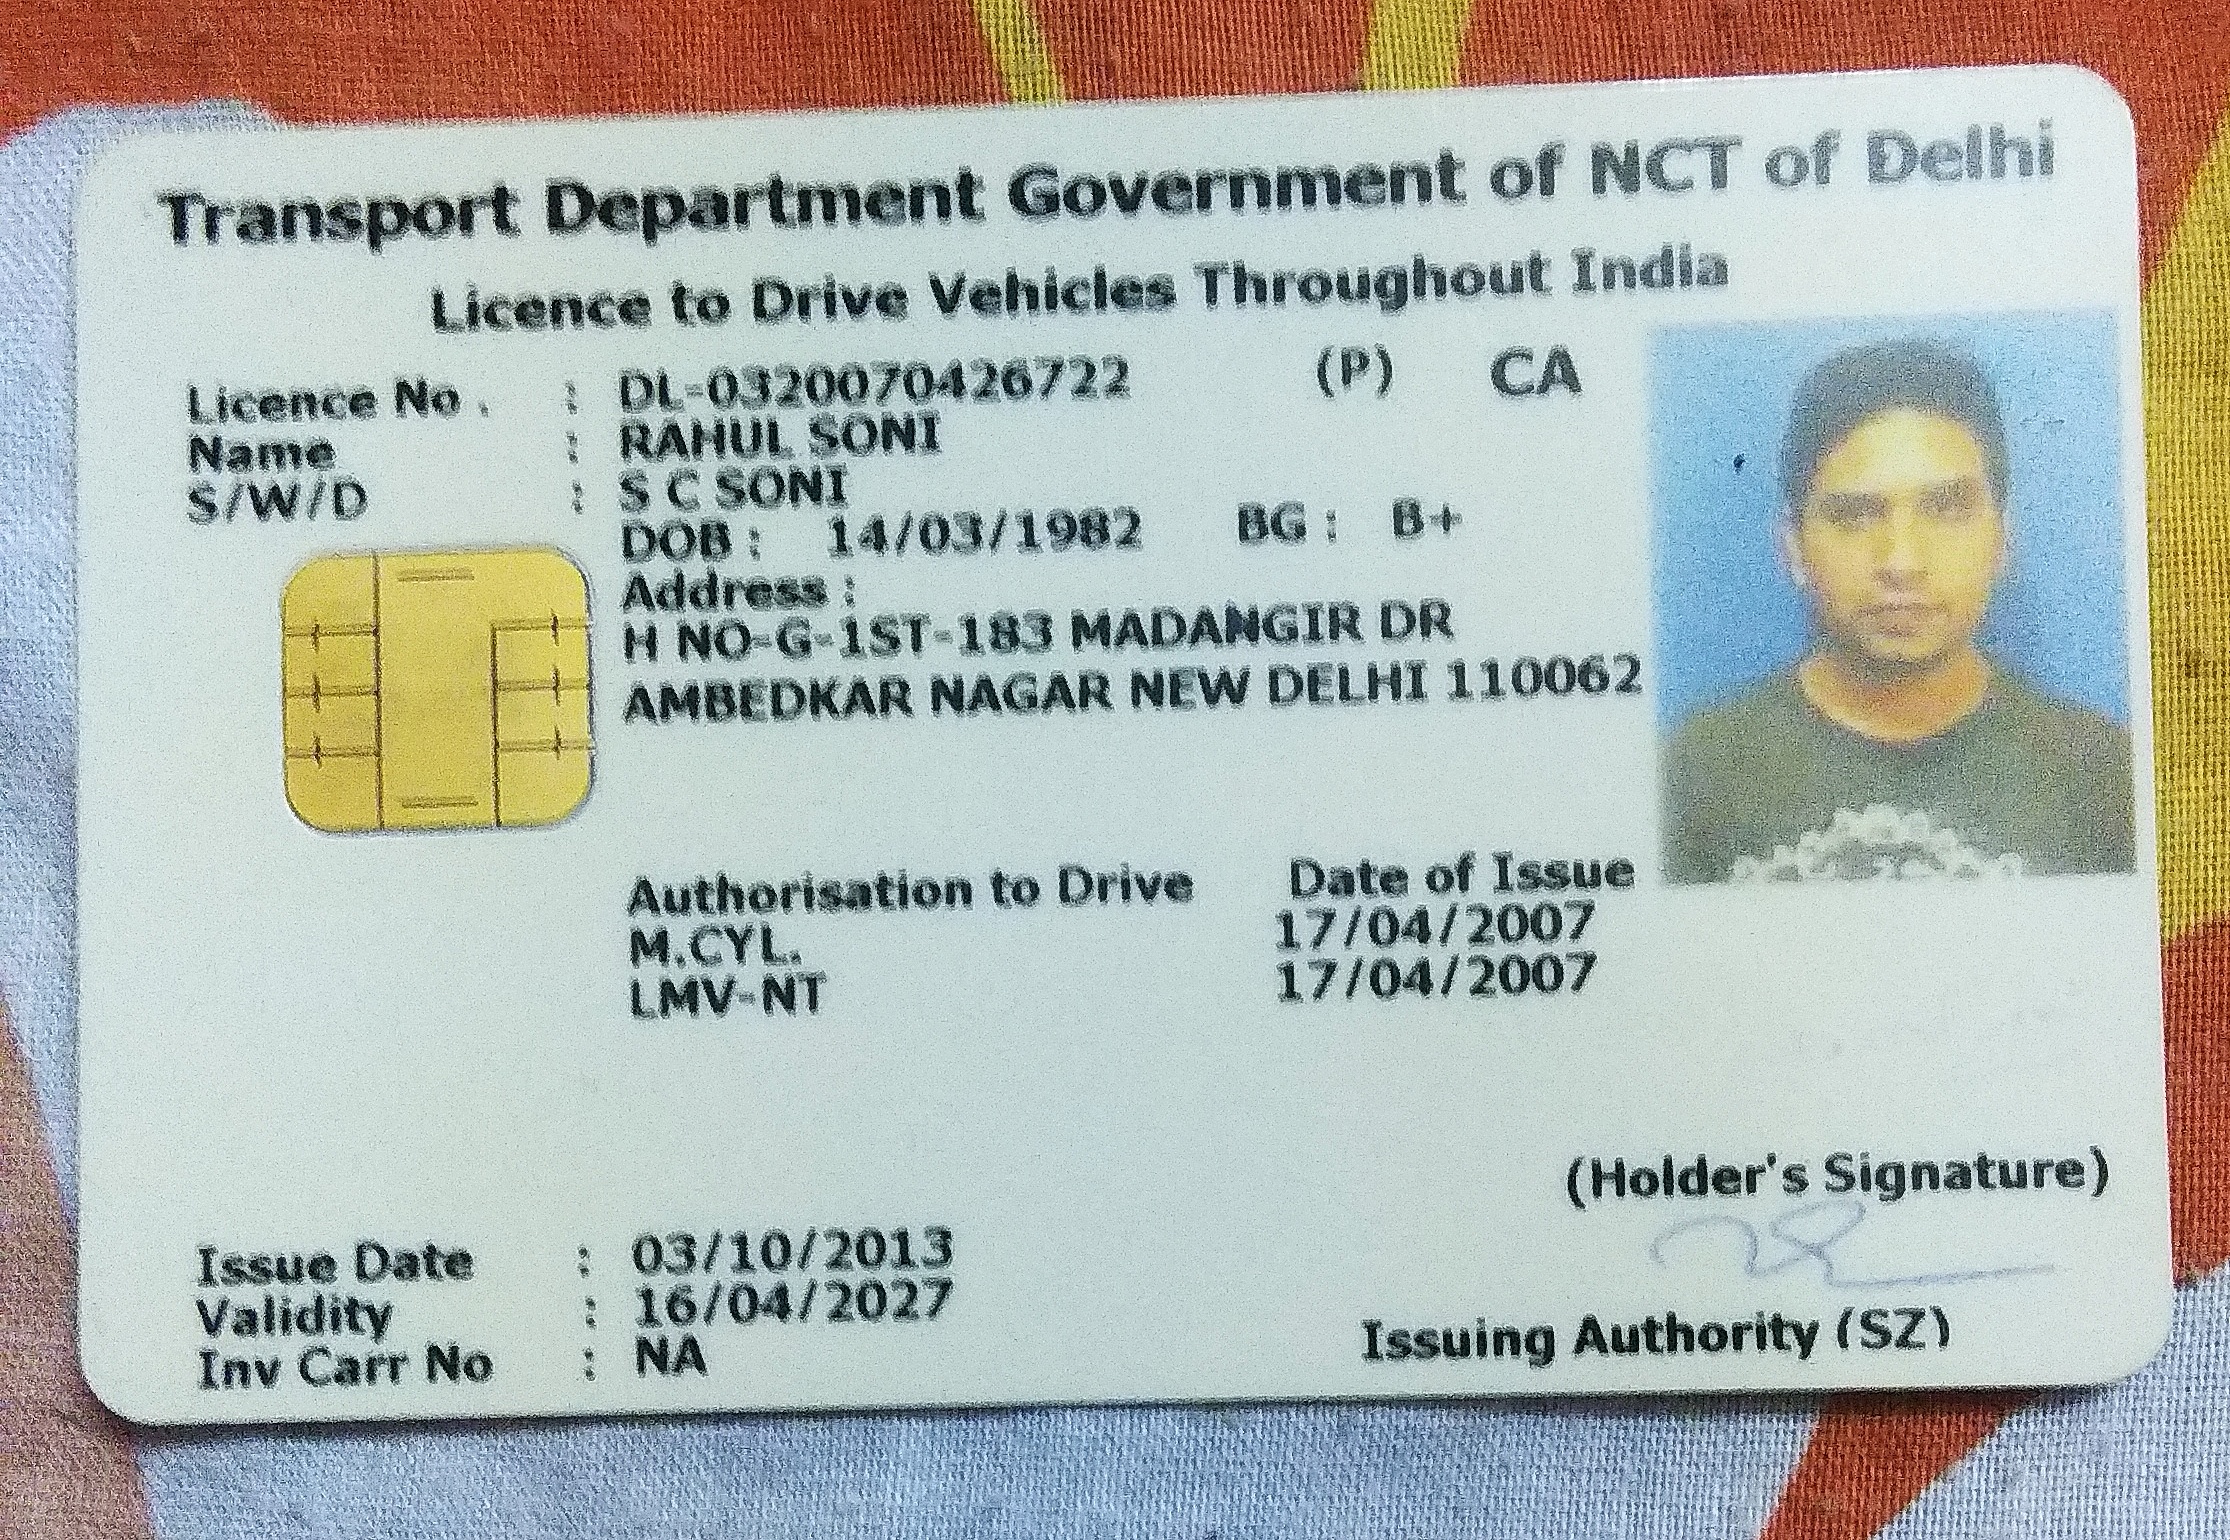 Transport Department Government of NCT of Delhi
Licence to Drive Vehicles Throughout India
Licence No. : DL-0320070426722 (P) CA
Name : RAHUL SONI
S/W/D : S C SONI
DOB : 14/03/1982 BG : B+
Address :
H NO-G-1ST-183 MADANGIR DR
AMBEDKAR NAGAR NEW DELHI 110062
Authorisation to Drive Date of Issue
M.CYL. 17/04/2007
LMV-NT 17/04/2007
(Holder's Signature)
Issue Date : 03/10/2013
Validity : 16/04/2027
Inv Carr No : NA
Issuing Authority (SZ)